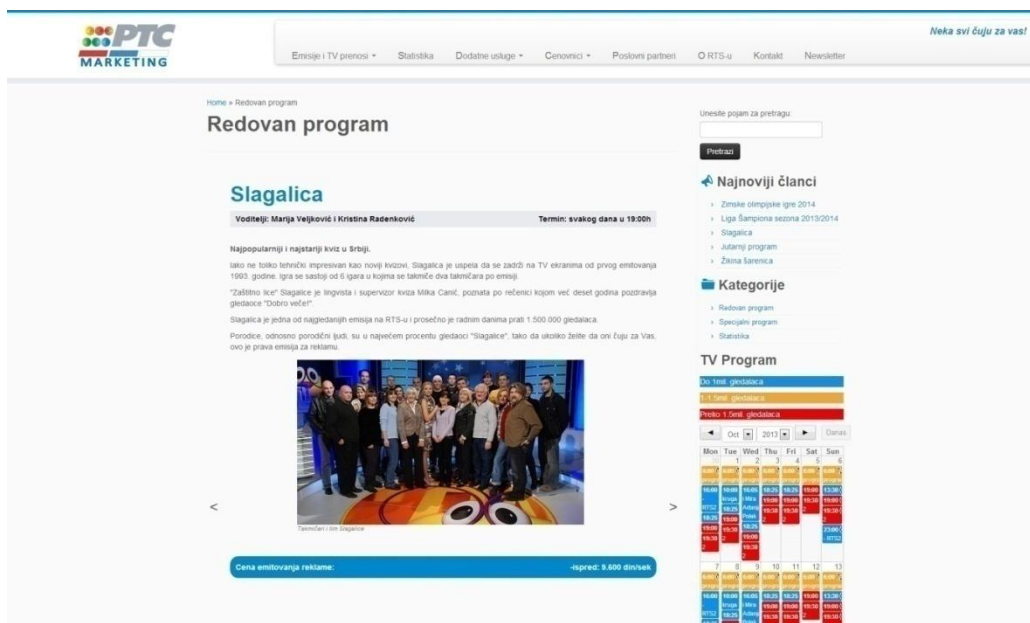 PTC
MARKETING
Neka svi čuju za vas!
Emisije i TV prenosi
Statistika
Dodatne usluge
Cenovnici
Poslovni partneri
O RTS-u
Kontakt
Newsletter
Home » Redovan program
Redovan program
Slagalica
Voditelji: Marija Veljković i Kristina Radenković
Termin: svakog dana u 19:00h
Najpopularniji i najstariji kviz u Srbiji.
Iako ne toliko tehnički impresivan kao noviji kvizovi, Slagalica je uspela da se zadrži na TV ekranima od prvog emitovanja
1993. godine. Igra se sastoji od 6 igara u kojima se takmiče dva takmičara po emisiji.
"Zaštitno lice" Slagalice je lingvista i supervizor kviza Milka Canić, poznata po rečenici kojom već deset godina pozdravlja
gledaoce "Dobro veče!".
Slagalica je jedna od najgledanijih emisija na RTS-u i prosečno je radnim danima prati 1.500.000 gledalaca.
Porodice, odnosno porodični ljudi, su u najvećem procentu gledaoci "Slagalice", tako da ukoliko želite da oni čuju za Vas,
ovo je prava emisija za reklamu.
<
>
Takmičari i tim Slagalice
Cena emitovanja reklame:
-ispred: 9.600 din/sek
Unesite pojam za pretragu:
Pretrazi
Najnoviji članci
Zimske olimpijske igre 2014
Liga Šampiona sezona 2013/2014
Slagalica
Jutarnji program
Žikina šarenica
Kategorije
Redovan program
Specijalni program
Statistika
TV Program
Do 1mil. gledalaca
1-1.5mil. gledalaca
Preko 1.5mil. gledalaca
Oct
2013
Danas
Mon Tue Wed Thu Fri Sat Sun
1 2 3 4 5 6
7 8 9 10 11 12 13